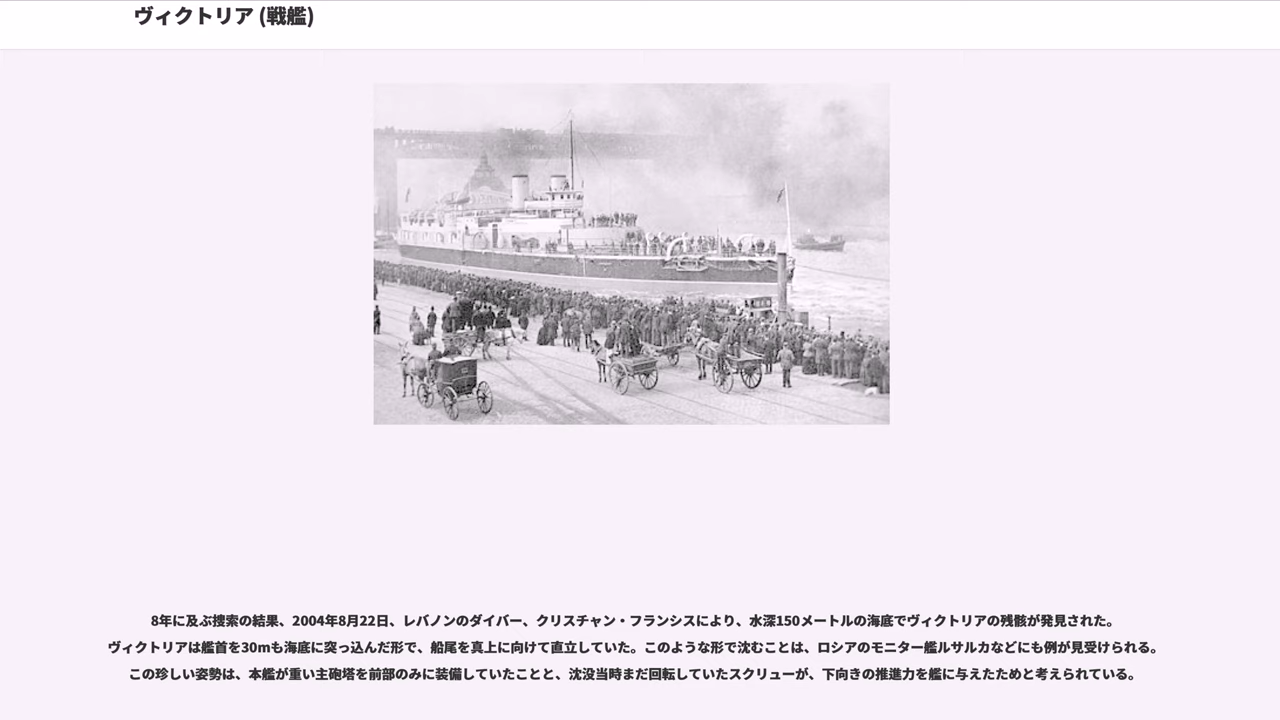 ヴィクトリア (戦艦)
8年に及ぶ捜索の結果、2004年8月22日、レバノンのダイバー、クリスチャン・フランシスにより、水深150メートルの海底でヴィクトリアの残骸が発見された。
ヴィクトリアは艦首を30mも海底に突っ込んだ形で、船尾を真上に向けて直立していた。このような形で沈むことは、ロシアのモニター艦ルサルカなどにも例が見受けられる。
この珍しい姿勢は、本艦が重い主砲塔を前部のみに装備していたことと、沈没当時まだ回転していたスクリューが、下向きの推進力を艦に与えたためと考えられている。